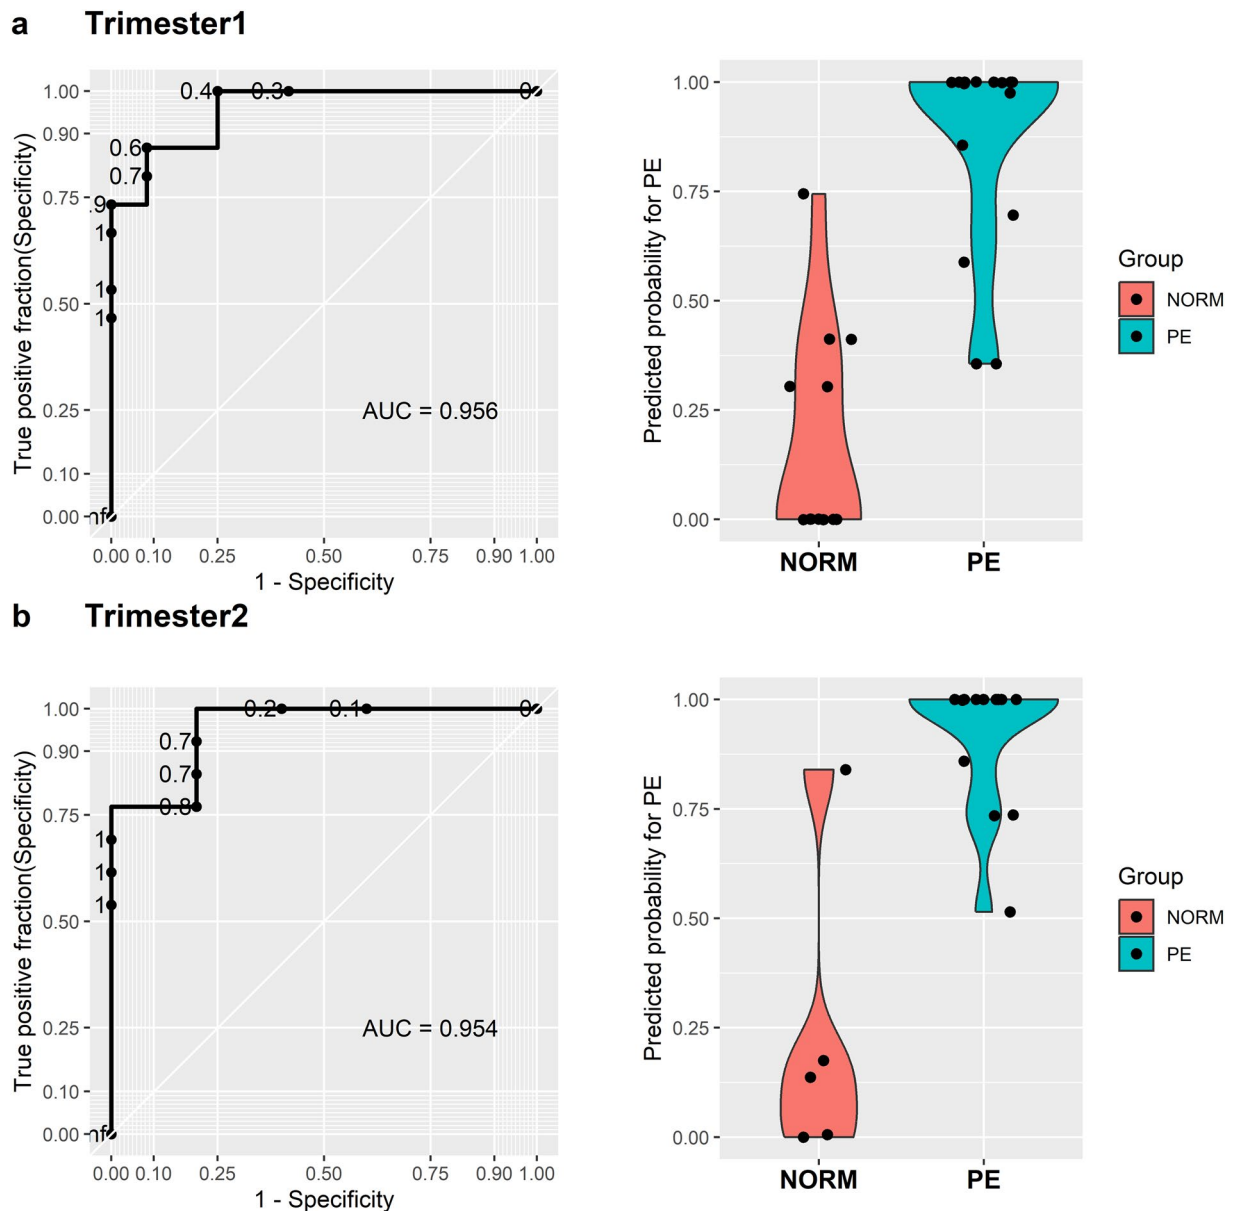 a Trimester1
True positive fraction(Specificity)
1.00
0.90
0.75
0.50
0.25
0.10
0.00
0.4
0.3
0
0.6
0.7
.9
1
1
1
nf
AUC = 0.956
0.00 0.10 0.25 0.50 0.75 0.90 1.00
1 - Specificity
Predicted probability for PE
1.00
0.75
0.50
0.25
0.00
NORM PE
Group
NORM
PE
b Trimester2
True positive fraction(Specificity)
1.00
0.90
0.75
0.50
0.25
0.10
0.00
0.2
0.1
0
0.7
0.7
0.8
1
1
1
nf
AUC = 0.954
0.00 0.10 0.25 0.50 0.75 0.90 1.00
1 - Specificity
Predicted probability for PE
1.00
0.75
0.50
0.25
0.00
NORM PE
Group
NORM
PE